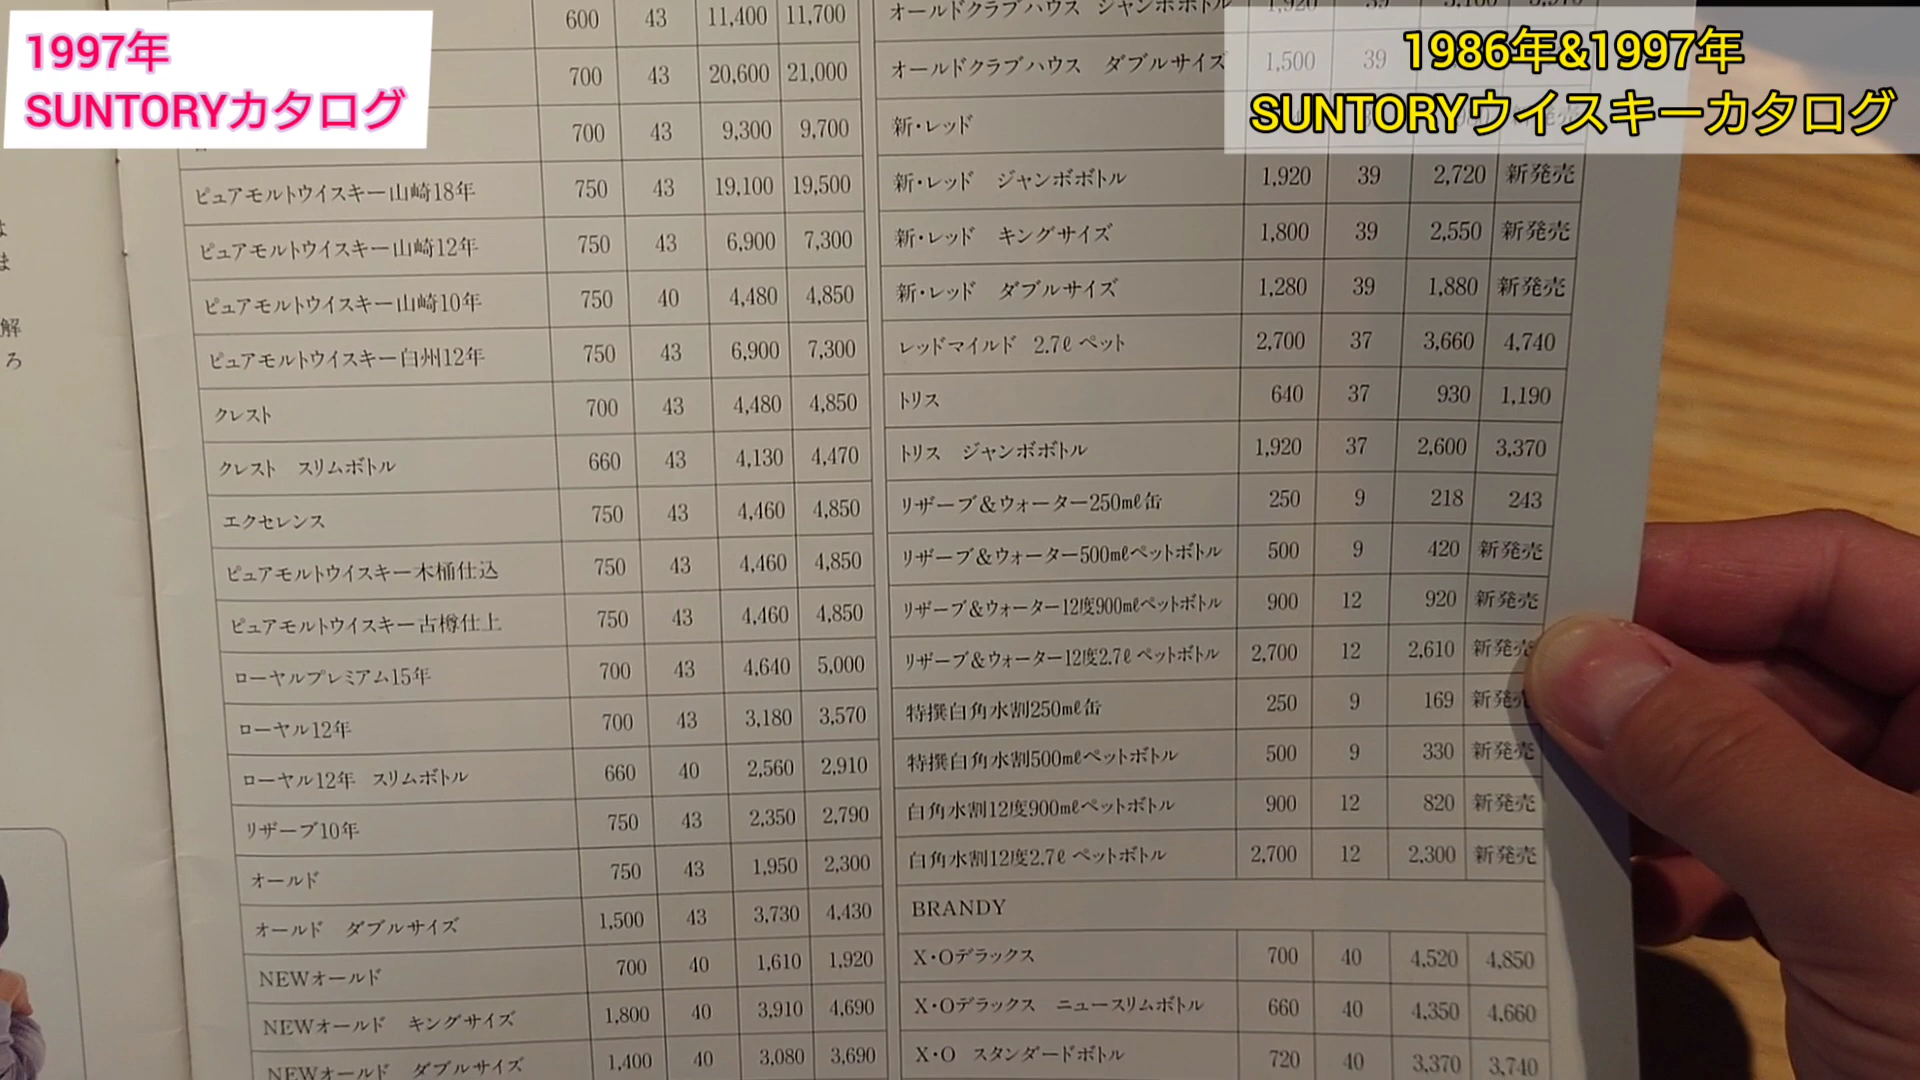 1997年
SUNTORYカタログ
1986年&1997年
SUNTORYウイスキーカタログ
は
ま
解
ろ
600 43 11,400 11,700
700 43 20,600 21,000
700 43 9,300 9,700
ピュアモルトウイスキー山崎18年 750 43 19,100 19,500
ピュアモルトウイスキー山崎12年 750 43 6,900 7,300
ピュアモルトウイスキー山崎10年 750 40 4,480 4,850
ピュアモルトウイスキー白州12年 750 43 6,900 7,300
クレスト 700 43 4,480 4,850
クレスト スリムボトル 660 43 4,130 4,470
エクセレンス 750 43 4,460 4,850
ピュアモルトウイスキー木桶仕込 750 43 4,460 4,850
ピュアモルトウイスキー古樽仕上 750 43 4,460 4,850
ローヤルプレミアム15年 700 43 4,640 5,000
ローヤル12年 700 43 3,180 3,570
ローヤル12年 スリムボトル 660 40 2,560 2,910
リザーブ10年 750 43 2,350 2,790
オールド 750 43 1,950 2,300
オールド ダブルサイズ 1,500 43 3,730 4,430
NEWオールド 700 40 1,610 1,920
NEWオールド キングサイズ 1,800 40 3,910 4,690
NEWオールド ダブルサイズ 1,400 40 3,080 3,690
オールドクラブハウス ジャンボボトル 1,920 39
オールドクラブハウス ダブルサイズ 1,500 39
新・レッド
新・レッド ジャンボボトル 1,920 39 2,720 新発売
新・レッド キングサイズ 1,800 39 2,550 新発売
新・レッド ダブルサイズ 1,280 39 1,880 新発売
レッドマイルド 2.7ℓ ペット 2,700 37 3,660 4,740
トリス 640 37 930 1,190
トリス ジャンボボトル 1,920 37 2,600 3,370
リザーブ&ウォーター250mℓ缶 250 9 218 243
リザーブ&ウォーター500mℓペットボトル 500 9 420 新発売
リザーブ&ウォーター12度900mℓペットボトル 900 12 920 新発売
リザーブ&ウォーター12度2.7ℓ ペットボトル 2,700 12 2,610 新発売
特撰白角水割250mℓ缶 250 9 169 新発売
特撰白角水割500mℓペットボトル 500 9 330 新発売
白角水割12度900mℓペットボトル 900 12 820 新発売
白角水割12度2.7ℓ ペットボトル 2,700 12 2,300 新発売
BRANDY
X・Oデラックス 700 40 4,520 4,850
X・Oデラックス ニュースリムボトル 660 40 4,350 4,660
X・O スタンダードボトル 720 40 3,370 3,740